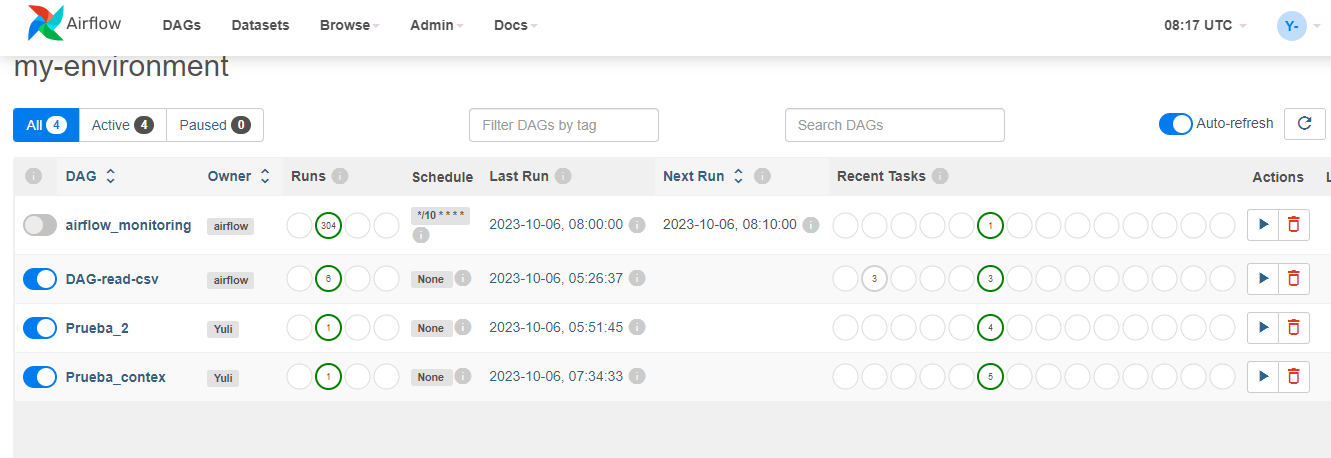 Airflow DAGs Datasets Browse Admin Docs 08:17 UTC Y-
my-environment
All 4 Active 4 Paused 0 Filter DAGs by tag Search DAGs Auto-refresh
DAG Owner Runs Schedule Last Run Next Run Recent Tasks Actions L
airflow_monitoring airflow 304 */10 * * * * 2023-10-06, 08:00:00 2023-10-06, 08:10:00 1
DAG-read-csv airflow 6 None 2023-10-06, 05:26:37 3 3
Prueba_2 Yuli 1 None 2023-10-06, 05:51:45 4
Prueba_contex Yuli 1 None 2023-10-06, 07:34:33 5